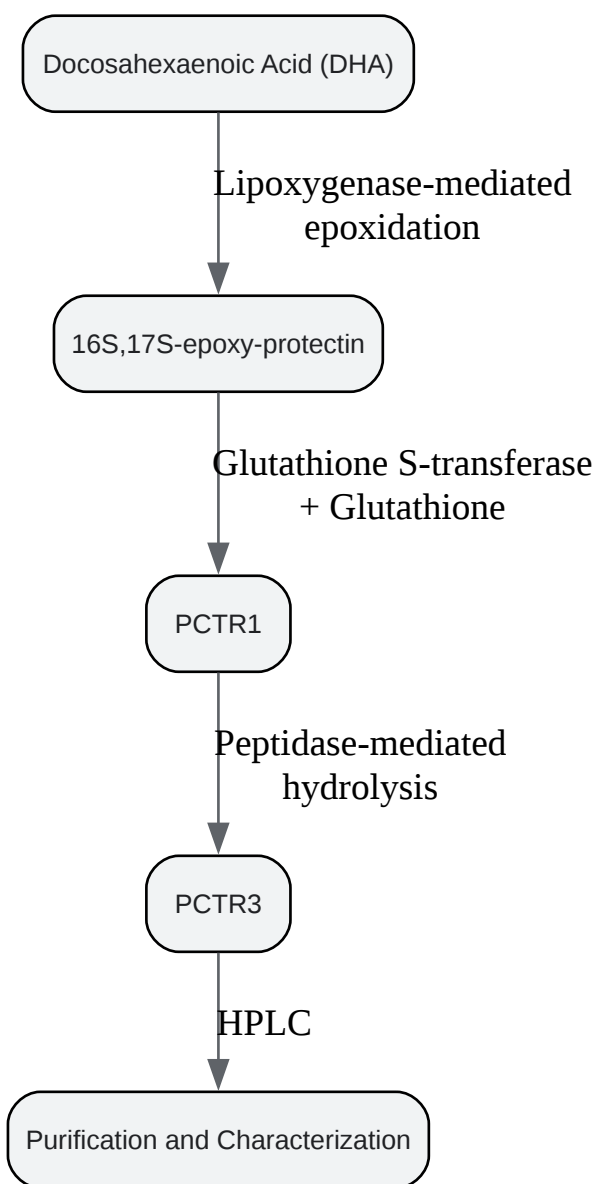 Docosahexaenoic Acid (DHA)
Lipoxygenase-mediated
epoxidation
16S,17S-epoxy-protectin
Glutathione S-transferase
+ Glutathione
PCTR1
Peptidase-mediated
hydrolysis
PCTR3
HPLC
Purification and Characterization